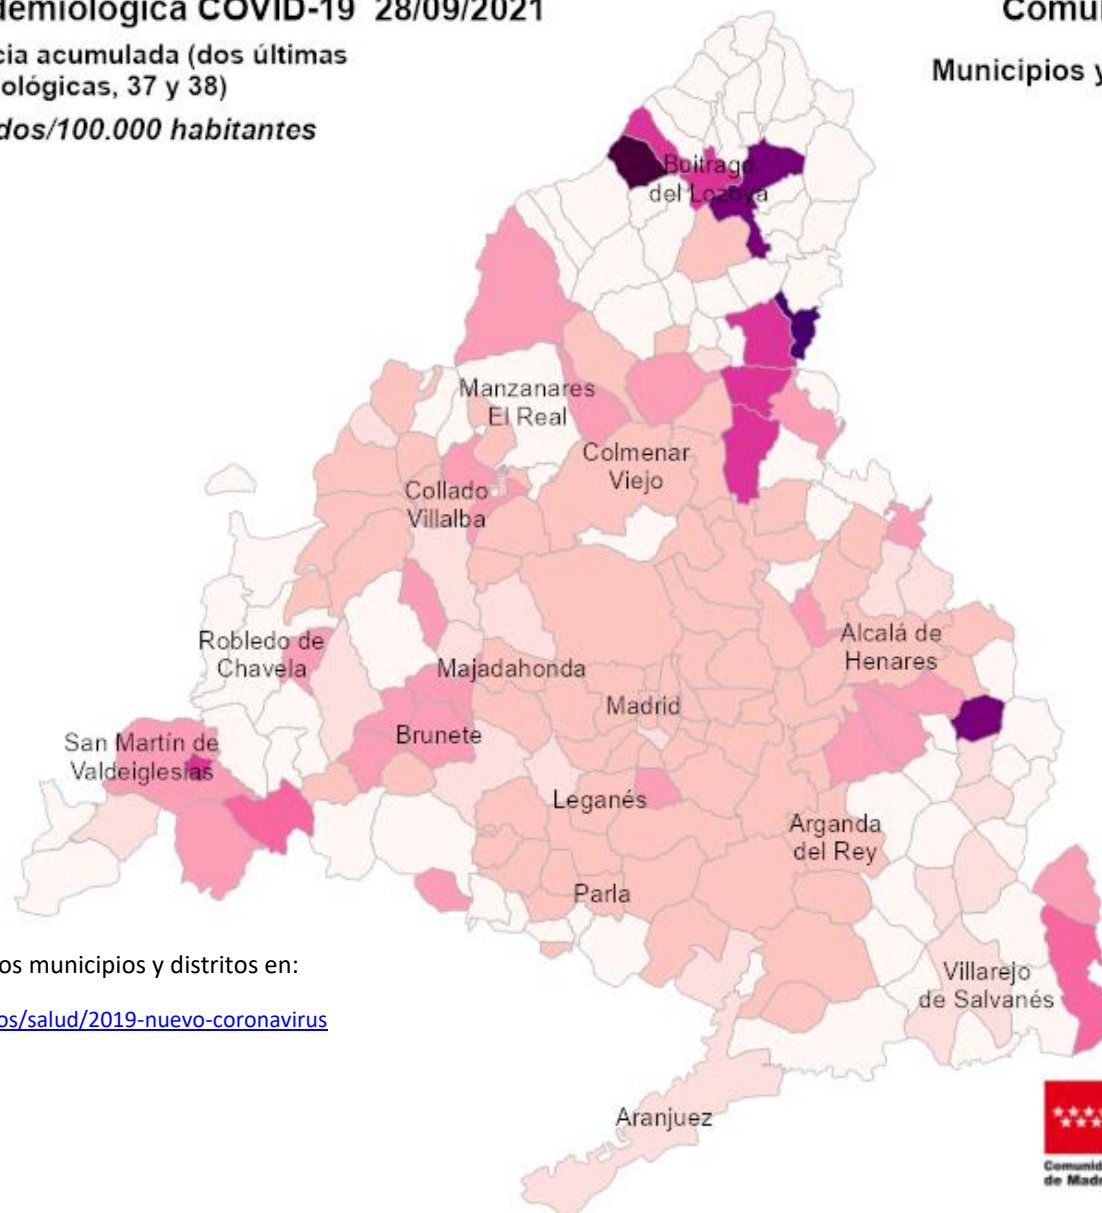 demiológica COVID-19 28/09/2021
cia acumulada (dos últimas
ológicas, 37 y 38)
dos/100.000 habitantes
Comu
Municipios y
Buitrago
del Lozoya
Manzanares
El Real
Colmenar
Viejo
Collado
Villalba
Robledo de
Chavela
Majadahonda
Alcalá de
Henares
Madrid
Brunete
San Martín de
Valdeiglesias
Leganés
Arganda
del Rey
Parla
os municipios y distritos en:
Villarejo
de Salvanés
os/salud/2019-nuevo-coronavirus
Aranjuez
Comunid
de Madr